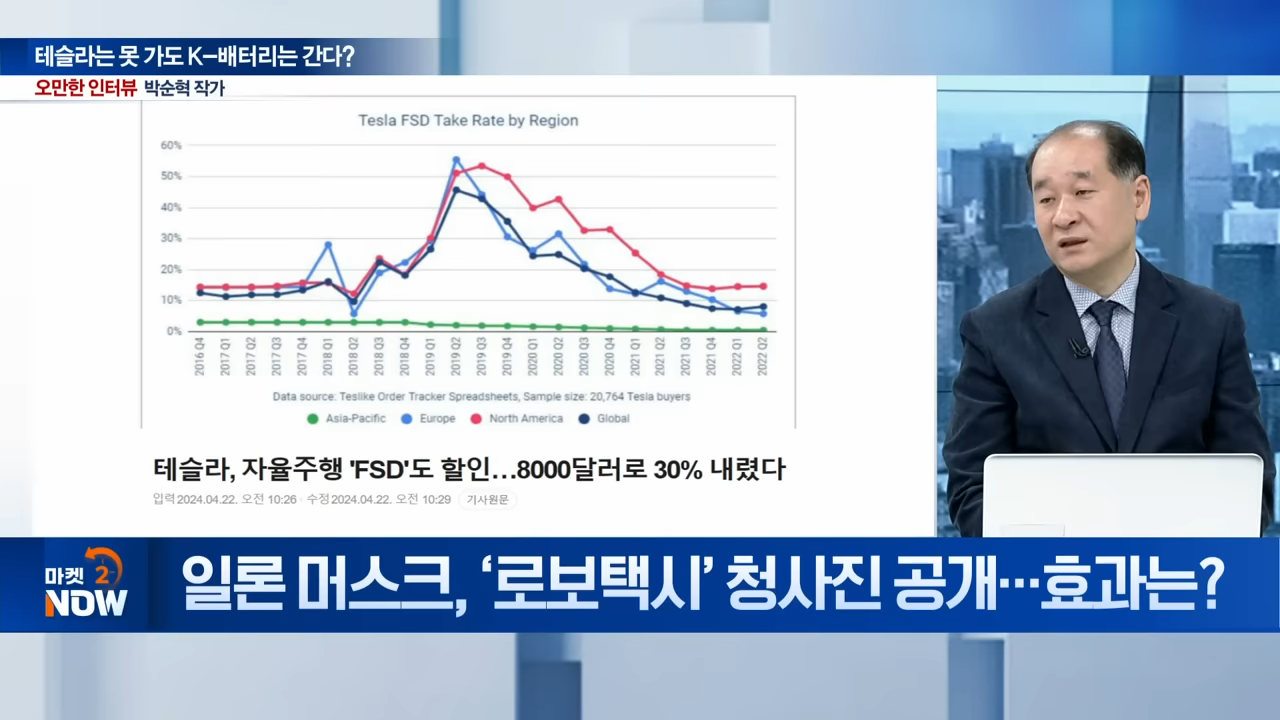 테슬라는 못 가도 K-배터리는 간다?
오만한 인터뷰 박순혁 작가
Tesla FSD Take Rate by Region
60%
50%
40%
30%
20%
10%
0%
2016 Q4 2017 Q1 2017 Q2 2017 Q3 2017 Q4 2018 Q1 2018 Q2 2018 Q3 2018 Q4 2019 Q1 2019 Q2 2019 Q3 2019 Q4 2020 Q1 2020 Q2 2020 Q3 2020 Q4 2021 Q1 2021 Q2 2021 Q3 2021 Q4 2022 Q1 2022 Q2
Data source: Teslike Order Tracker Spreadsheets, Sample size: 20,764 Tesla buyers
Asia-Pacific Europe North America Global
테슬라, 자율주행 'FSD'도 할인…8000달러로 30% 내렸다
입력 2024.04.22. 오전 10:26 · 수정 2024.04.22. 오전 10:29 기사원문
마켓 2
NOW
일론 머스크, ‘로보택시’ 청사진 공개…효과는?